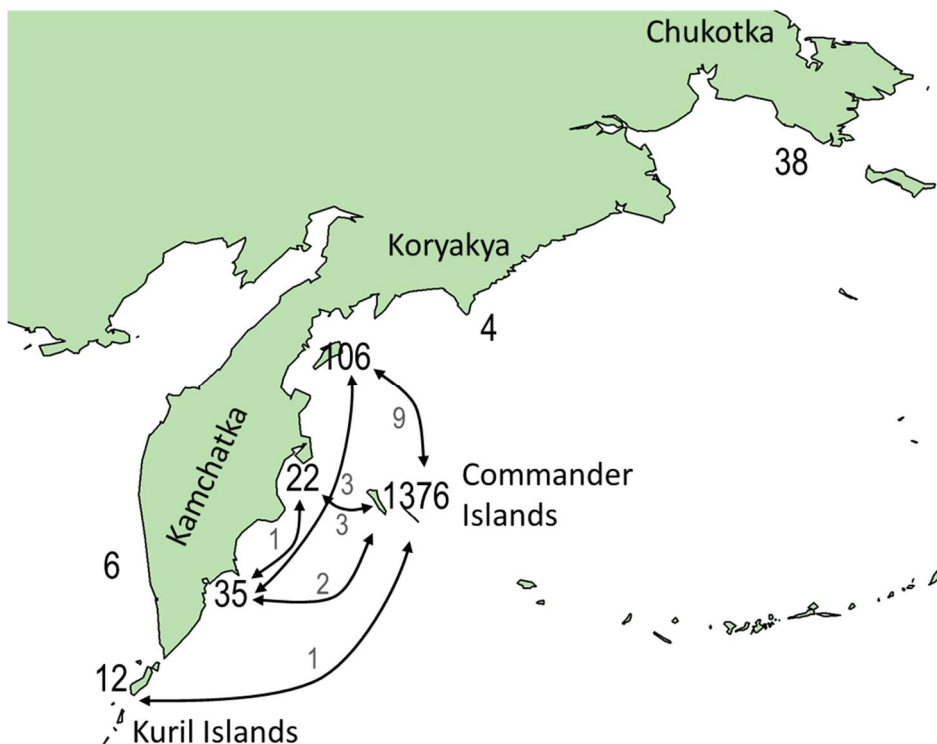 Chukotka
38
Koryakya
4
106
9
Kamchatka
22
3
1376
Commander
Islands
3
1
6
35
2
1
12
Kuril Islands